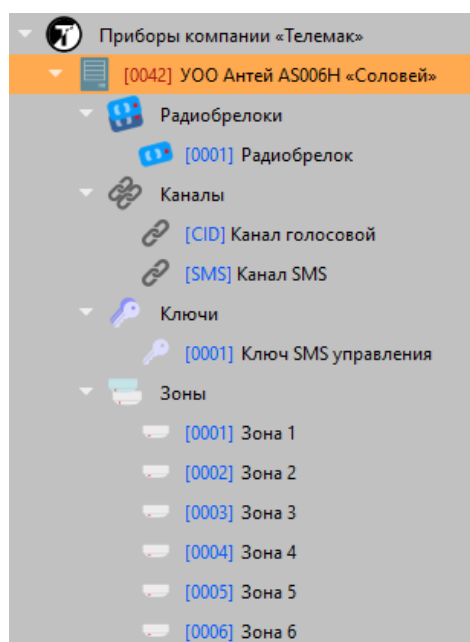 Приборы компании «Телемак»
[0042] УОО Антей AS006H «Соловей»
Радиобрелоки
[0001] Радиобрелок
Каналы
[CID] Канал голосовой
[SMS] Канал SMS
Ключи
[0001] Ключ SMS управления
Зоны
[0001] Зона 1
[0002] Зона 2
[0003] Зона 3
[0004] Зона 4
[0005] Зона 5
[0006] Зона 6